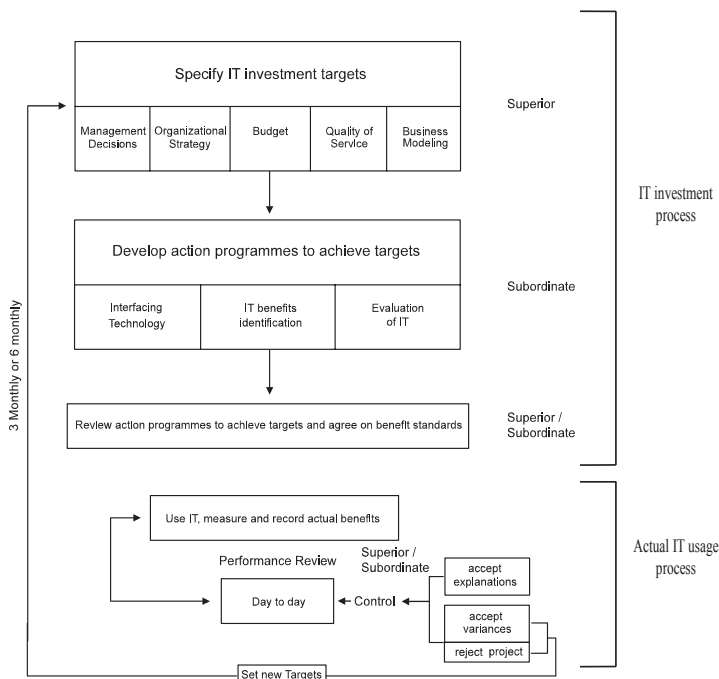 Specify IT investment targets
Management
Decisions
Organizational
Strategy
Budget
Quality of
Service
Business
Modeling
Superior
IT investment
process
Develop action programmes to achieve targets
Interfacing
Technology
IT benefits
identification
Evaluation
of IT
Subordinate
3 Monthly or 6 monthly
Review action programmes to achieve targets and agree on benefit standards
Superior /
Subordinate
Use IT, measure and record actual benefits
Actual IT usage
process
Performance Review
Superior /
Subordinate
Day to day
Control
accept
explanations
accept
variances
reject project
Set new Targets